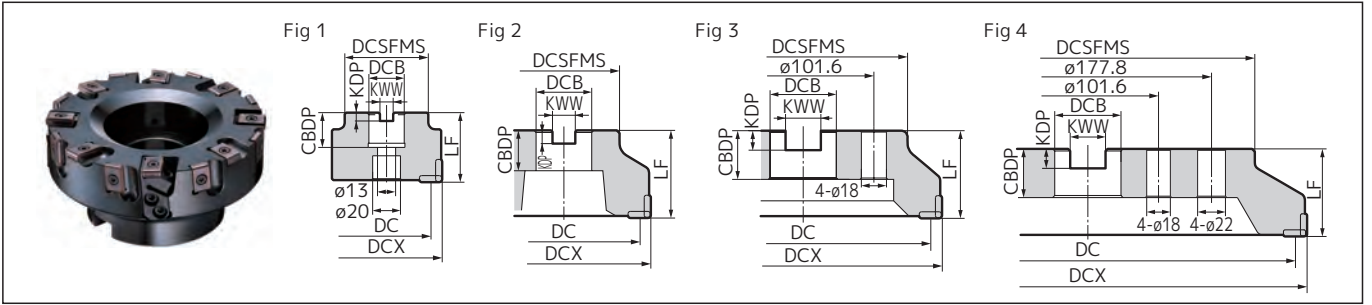 Fig 1
DCSFMS
DCB
KWW
KDP
CBDP
LF
ø13
ø20
DC
DCX
Fig 2
DCSFMS
DCB
KWW
CBDP
KDP
LF
DC
DCX
Fig 3
DCSFMS
ø101.6
DCB
KWW
KDP
CBDP
LF
4-ø18
DC
DCX
Fig 4
DCSFMS
ø177.8
ø101.6
DCB
KWW
KDP
CBDP
LF
4-ø18
4-ø22
DC
DCX